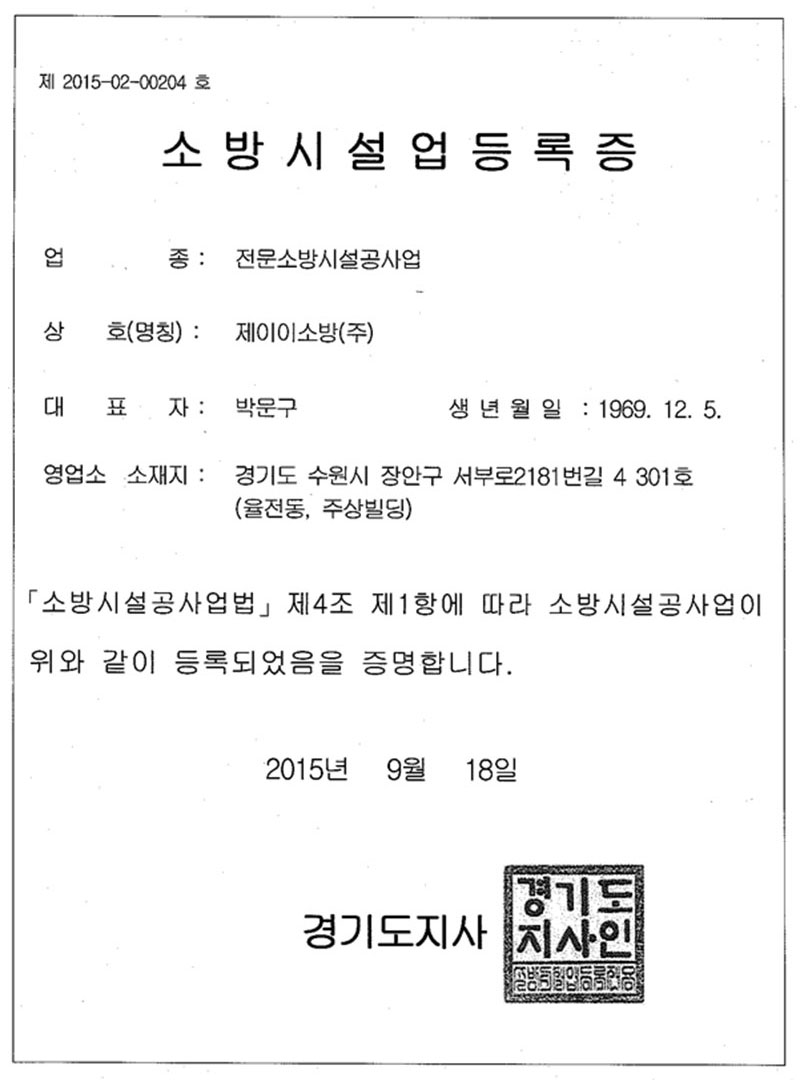 제 2015-02-00204 호
소방시설업등록증
업 종 : 전문소방시설공사업
상 호(명칭) : 제이이소방(주)
대 표 자 : 박문구 생 년 월 일 : 1969. 12. 5.
영업소 소재지 : 경기도 수원시 장안구 서부로2181번길 4 301호
(율전동, 주상빌딩)
「소방시설공사업법」 제4조 제1항에 따라 소방시설공사업이
위와 같이 등록되었음을 증명합니다.
2015년 9월 18일
경기도지사
경기도
지사인